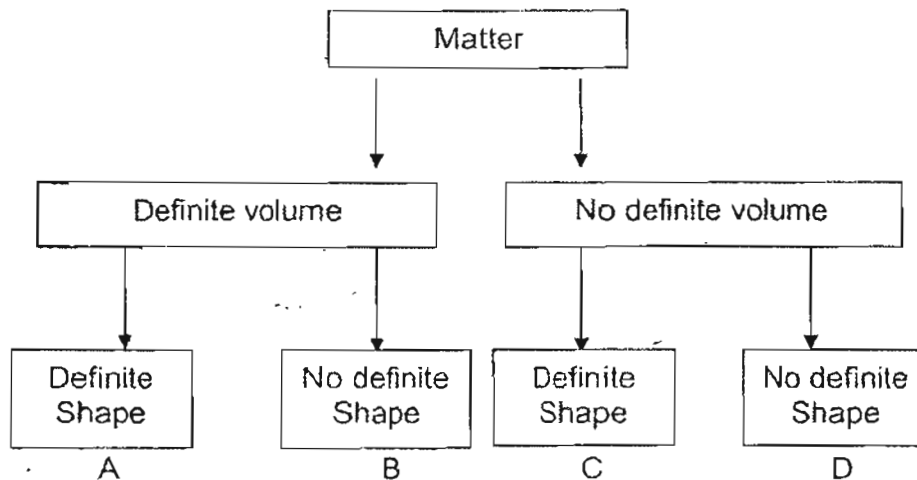 Matter
Definite volume
No definite volume
Definite
Shape
No definite
Shape
Definite
Shape
No definite
Shape
A
B
C
D